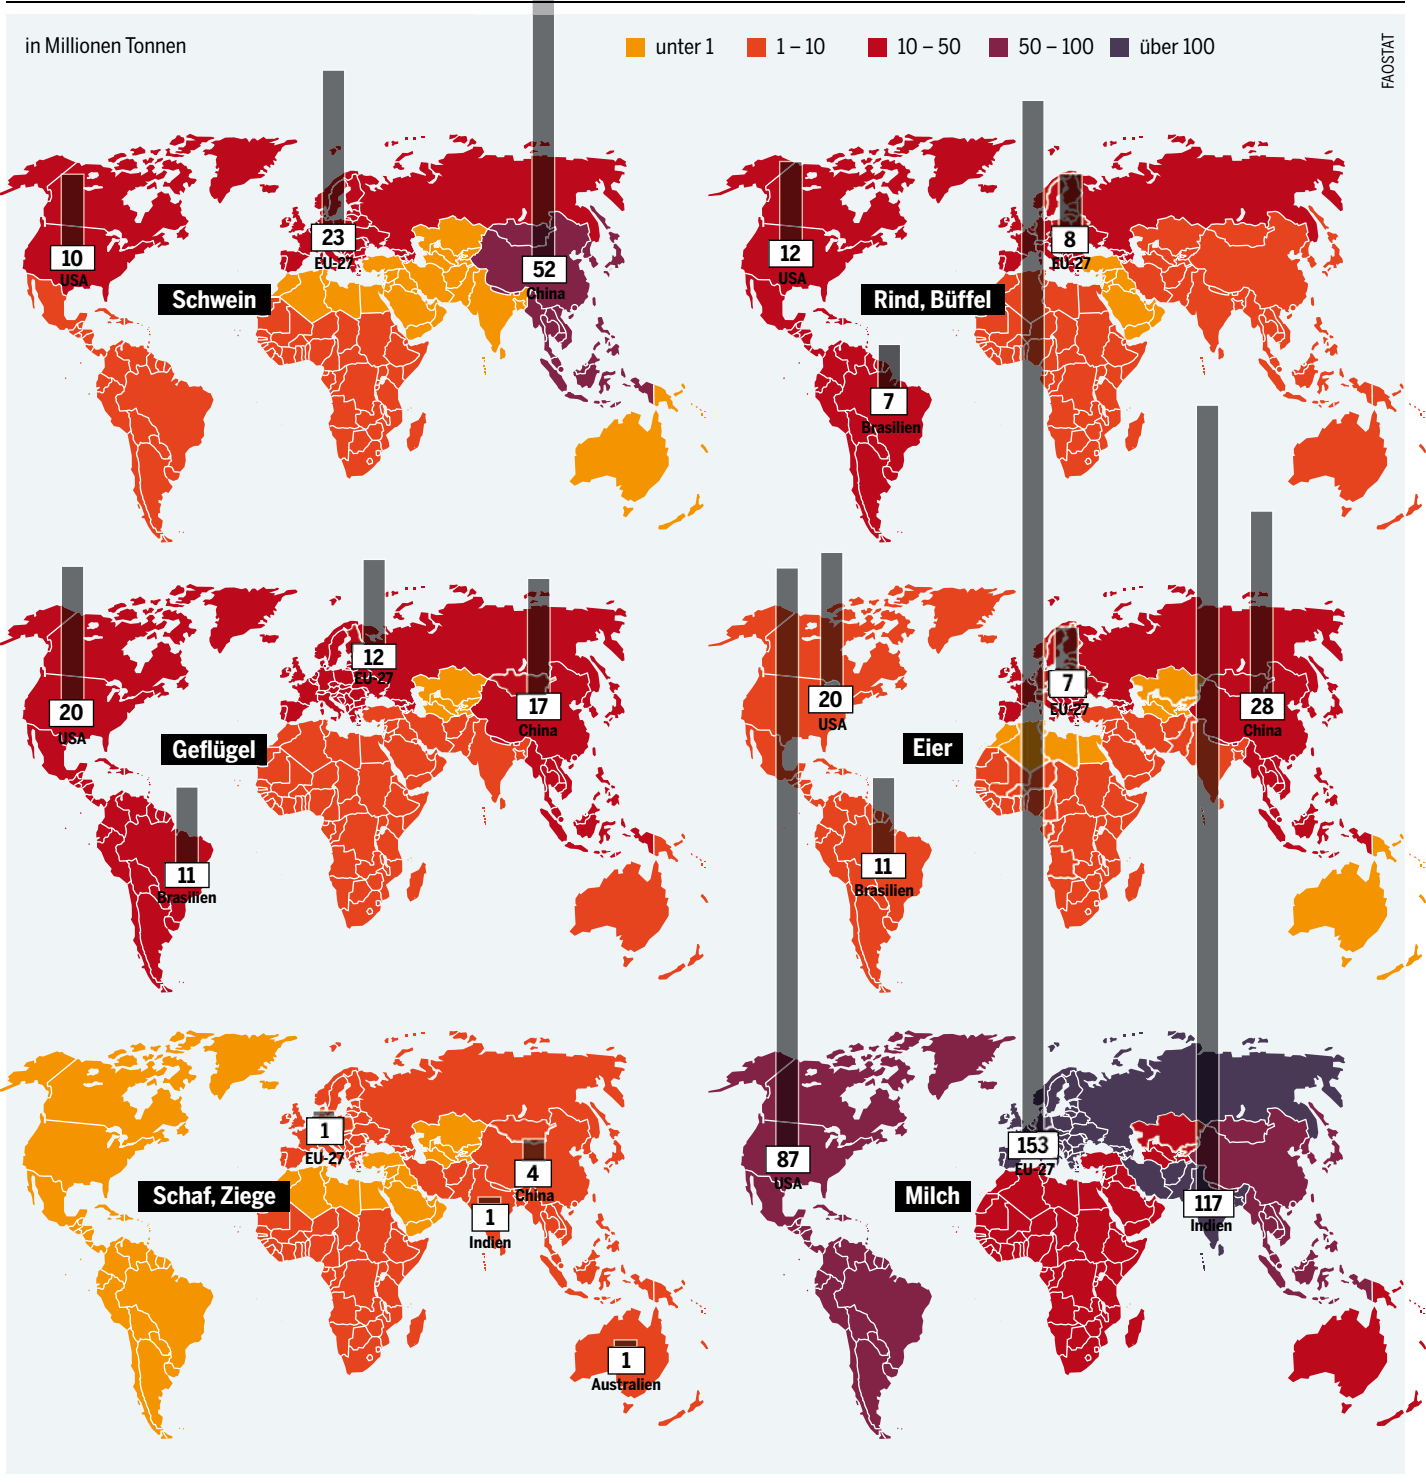 in Millionen Tonnen
unter 1
1 – 10
10 – 50
50 – 100
über 100
FAOSTAT
Schwein
10
USA
23
EU-27
52
China
Rind, Büffel
12
USA
8
EU-27
7
Brasilien
Geflügel
20
USA
12
EU-27
17
China
11
Brasilien
Eier
20
USA
7
EU-27
28
China
11
Brasilien
Schaf, Ziege
1
EU-27
4
China
1
Indien
1
Australien
Milch
87
USA
153
EU-27
117
Indien